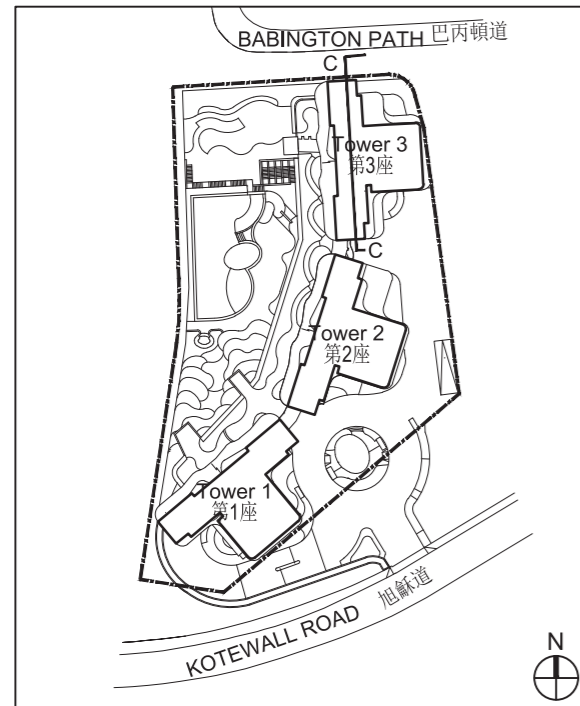 BABINGTON PATH 巴丙頓道
C
Tower 3
第3座
C
Tower 2
第2座
Tower 1
第1座
KOTEWALL ROAD 旭龢道
N